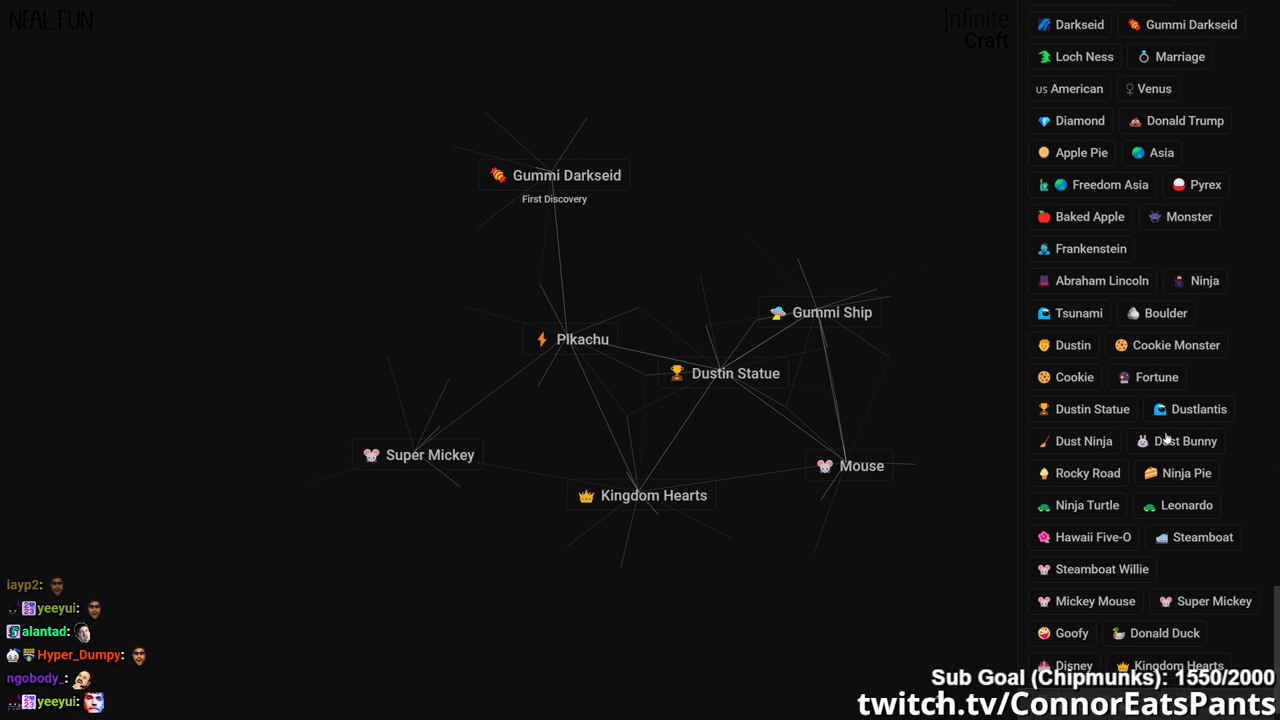 NEAL.FUN
Infinite
Craft
Darkseid
Gummi Darkseid
Loch Ness
Marriage
US American
Venus
Diamond
Donald Trump
Apple Pie
Asia
Freedom Asia
Pyrex
Baked Apple
Monster
Frankenstein
Abraham Lincoln
Ninja
Tsunami
Boulder
Dustin
Cookie Monster
Cookie
Fortune
Dustin Statue
Dustlantis
Dust Ninja
Dust Bunny
Rocky Road
Ninja Pie
Ninja Turtle
Leonardo
Hawaii Five-O
Steamboat
Steamboat Willie
Mickey Mouse
Super Mickey
Goofy
Donald Duck
Disney
Kingdom Hearts
Gummi Darkseid
First Discovery
Gummi Ship
Pikachu
Dustin Statue
Super Mickey
Mouse
Kingdom Hearts
iayp2:
yeeyui:
alantad:
Hyper_Dumpy:
ngobody_:
yeeyui:
Sub Goal (Chipmunks): 1550/2000
twitch.tv/ConnorEatsPants